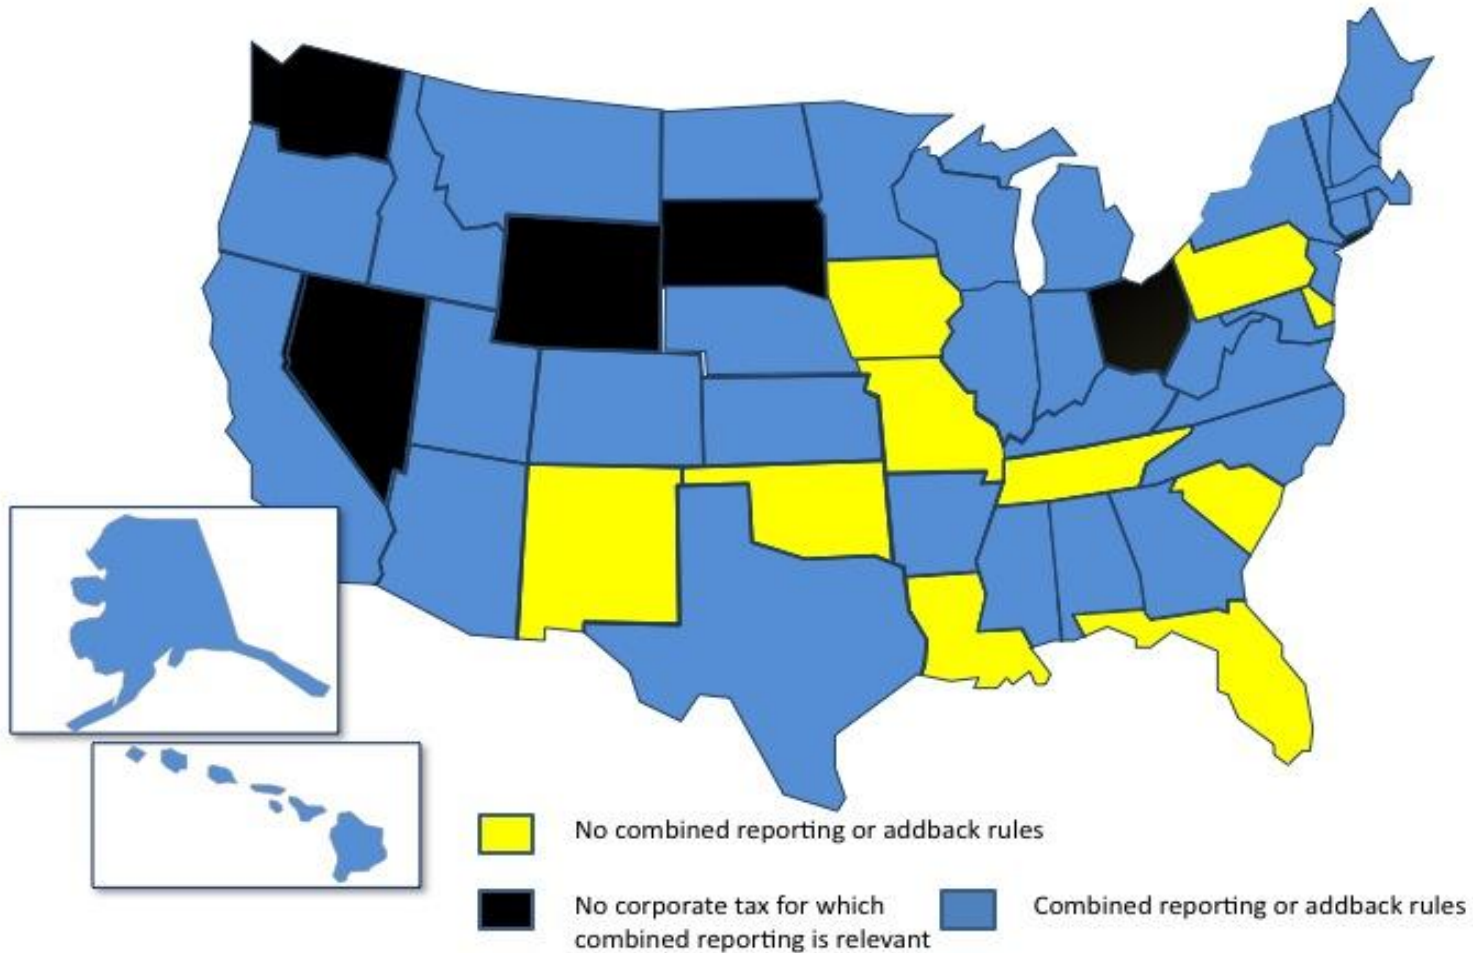 No combined reporting or addback rules
No corporate tax for which
combined reporting is relevant
Combined reporting or addback rules